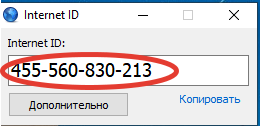 Internet ID
Internet ID:
455-560-830-213
Дополнительно
Копировать